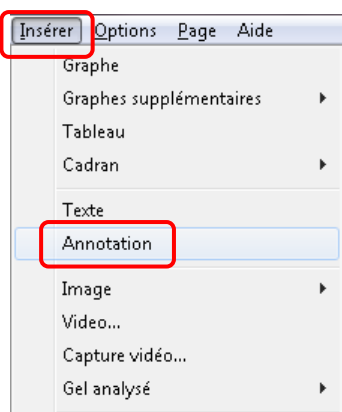 Insérer Options Page Aide
Graphe
Graphes supplémentaires
Tableau
Cadran
Texte
Annotation
Image
Video...
Capture vidéo...
Gel analysé